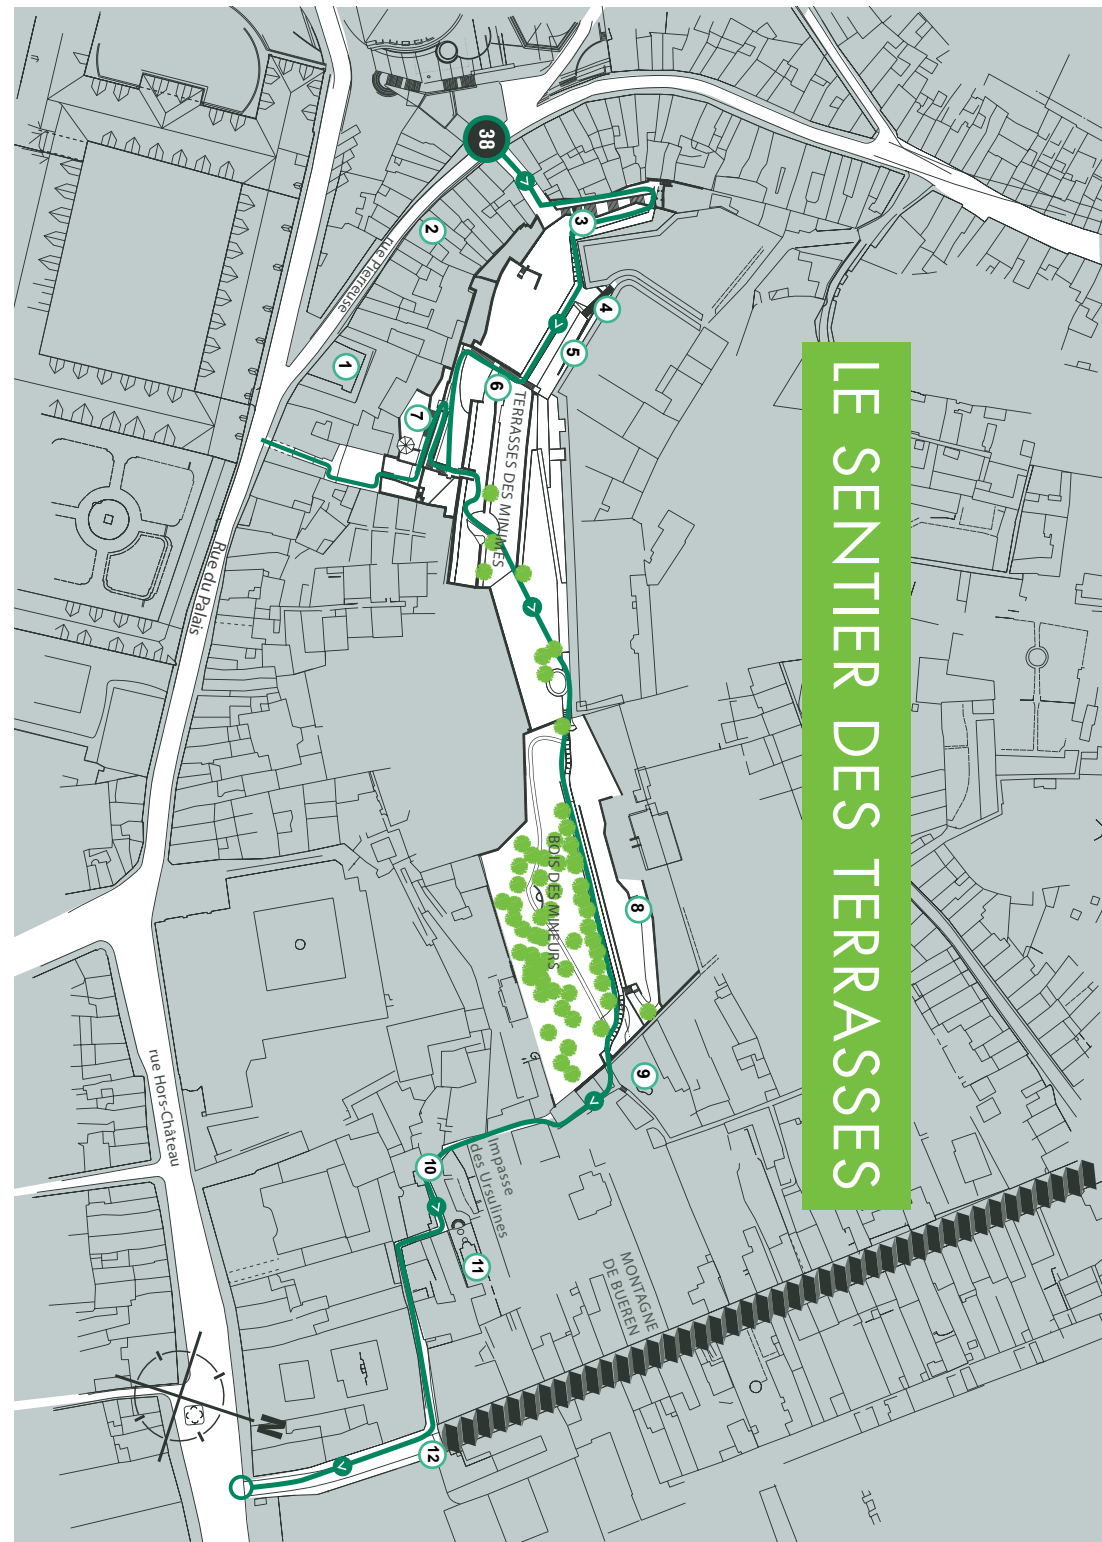 LE SENTIER DES TERRASSES
38
3
2
rue Pierreuse
4
5
1
6
7
TERRASSES DES MINIMES
Rue du Palais
BOIS DES MINEURS
8
9
rue Hors-Château
Impasse
des Ursulines
10
11
MONTAGNE
DE BUEREN
12
N